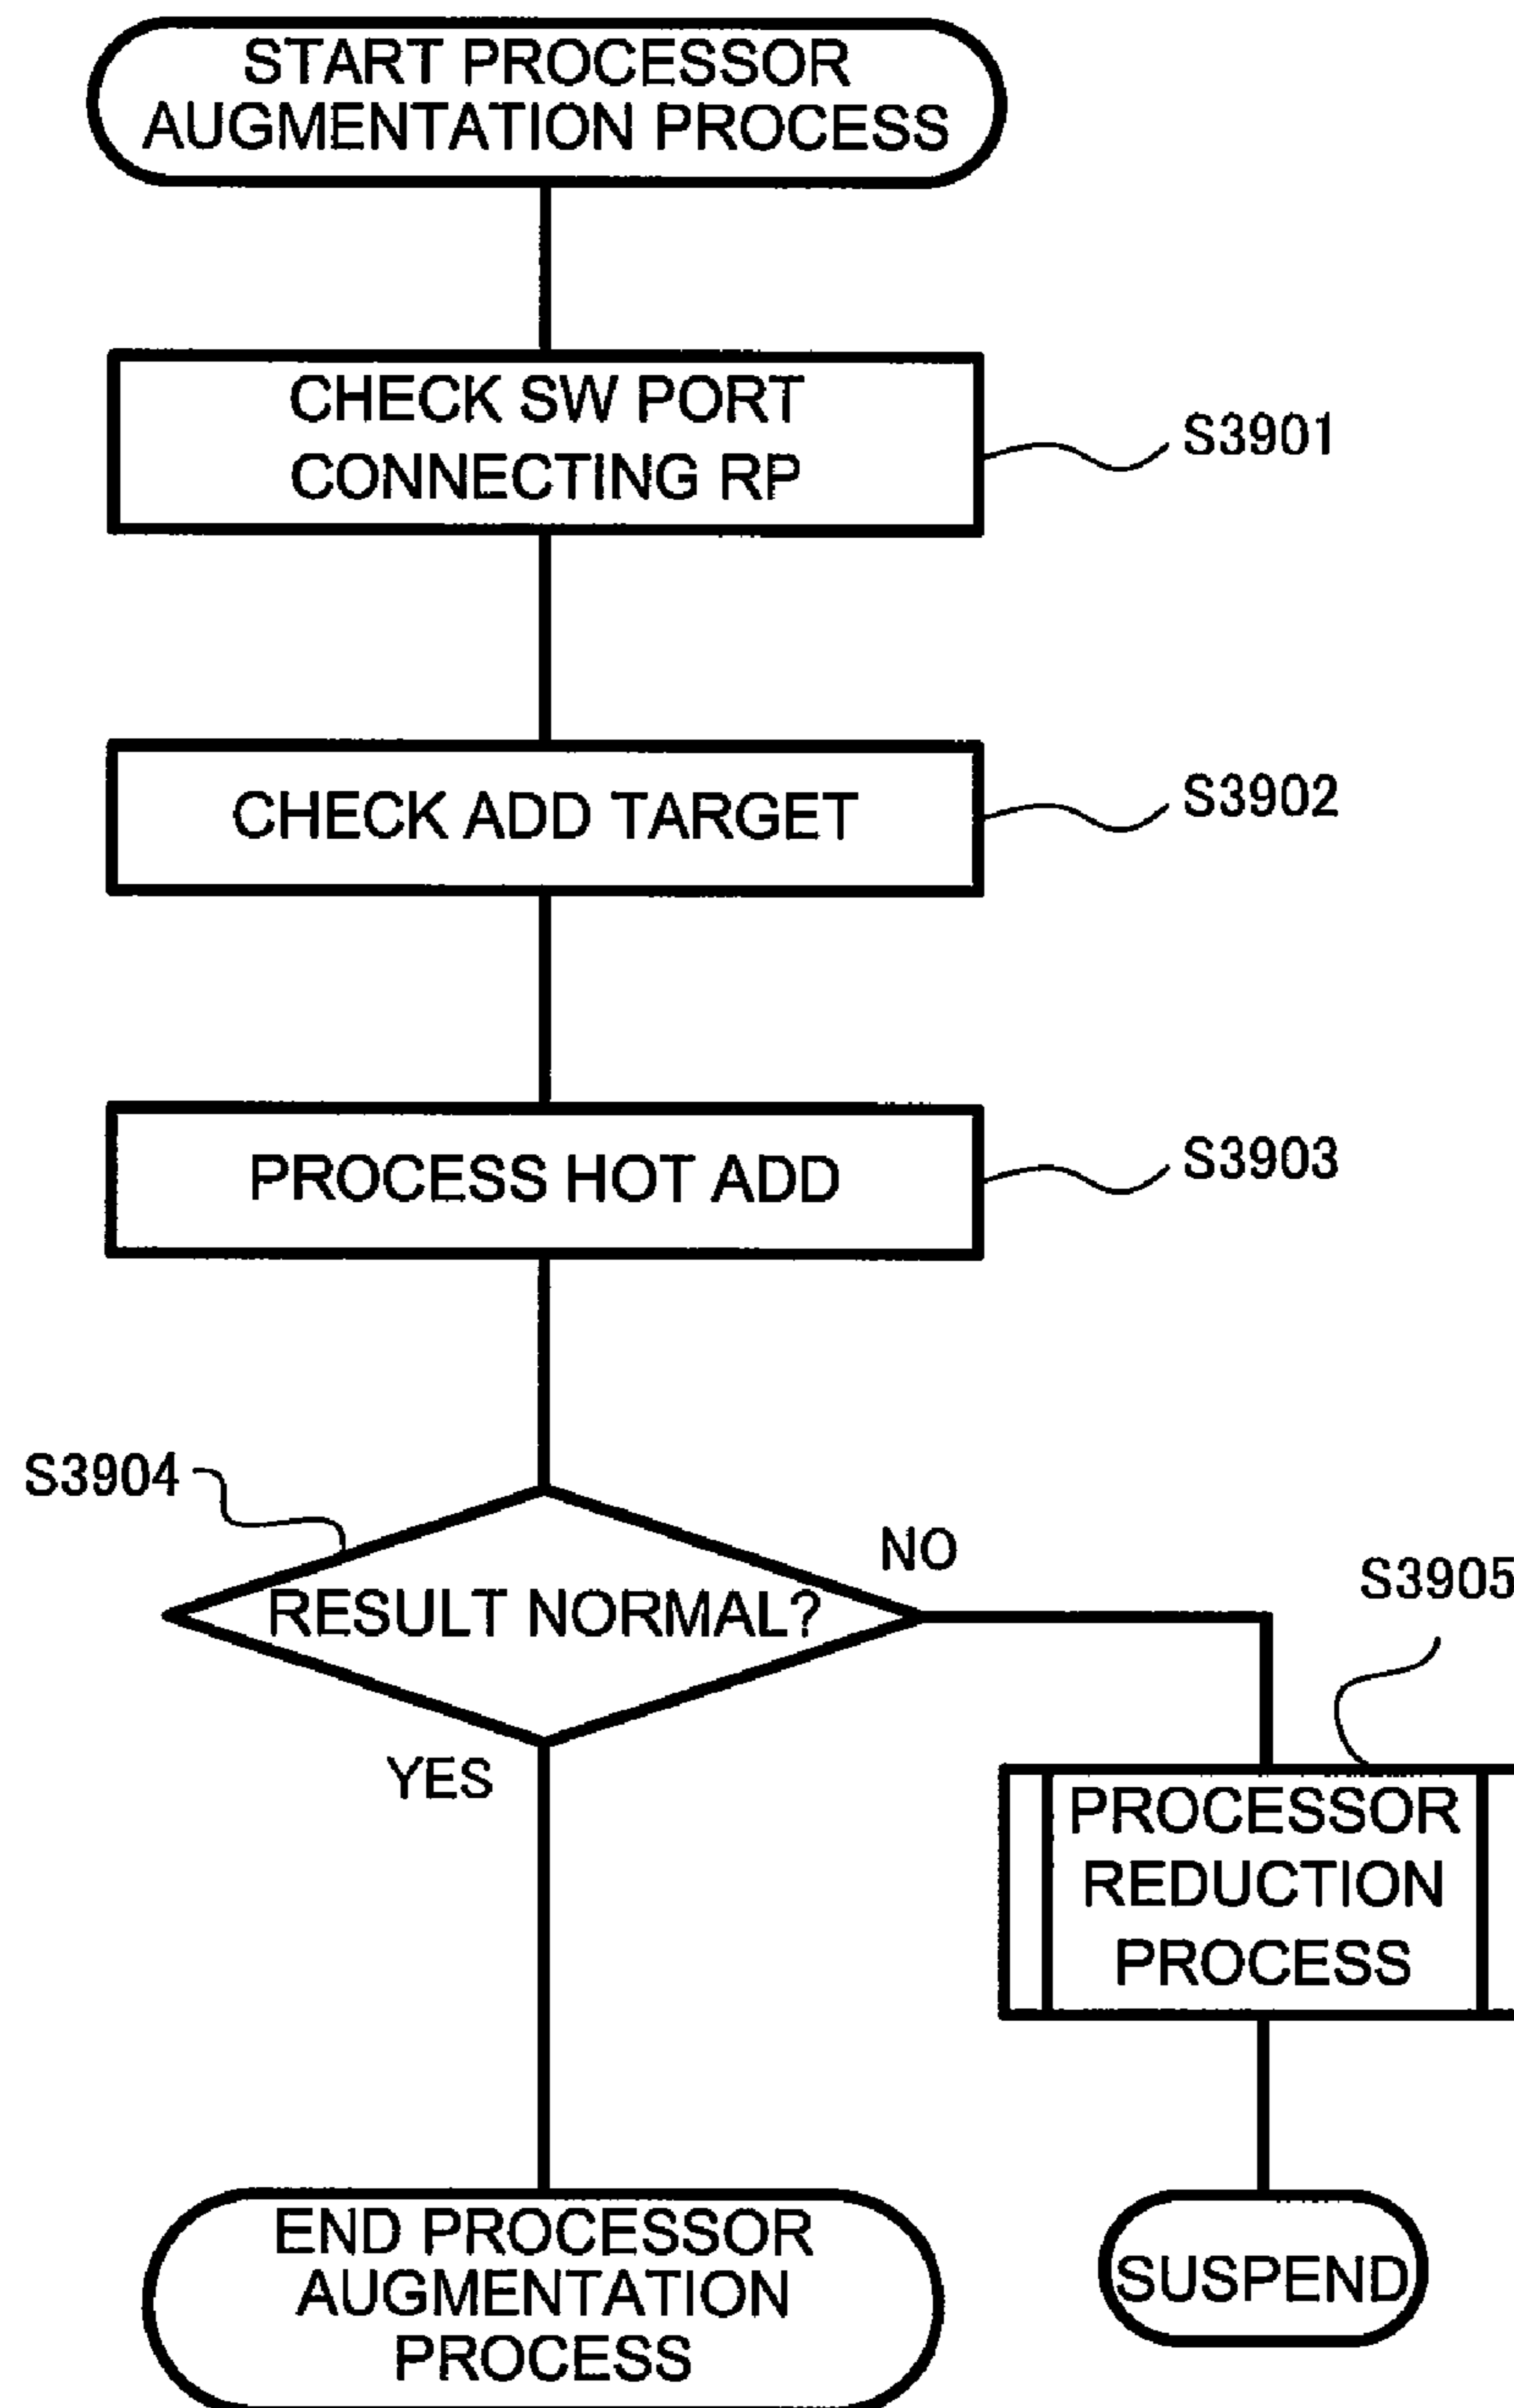 START PROCESSOR
AUGMENTATION PROCESS
CHECK SW PORT
CONNECTING RP
S3901
CHECK ADD TARGET
S3902
PROCESS HOT ADD
S3903
S3904
RESULT NORMAL?
NO
YES
S3905
PROCESSOR
REDUCTION
PROCESS
END PROCESSOR
AUGMENTATION
PROCESS
SUSPEND